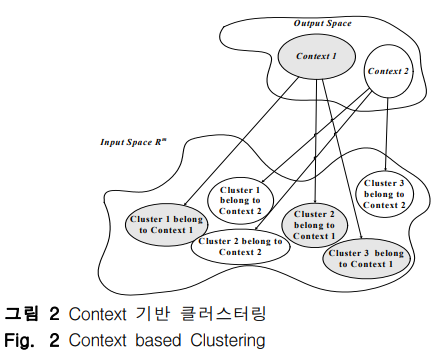 Output Space
Context 1
Context 2
Input Space Rᵐ
Cluster 1
belong to
Context 2
Cluster 3
belong to
Context 2
Cluster 1 belong
to Context 1
Cluster 2
belong to
Context 1
Cluster 2 belong to
Context 2
Cluster 3 belong
to Context 1
그림 2 Context 기반 클러스터링
Fig. 2 Context based Clustering